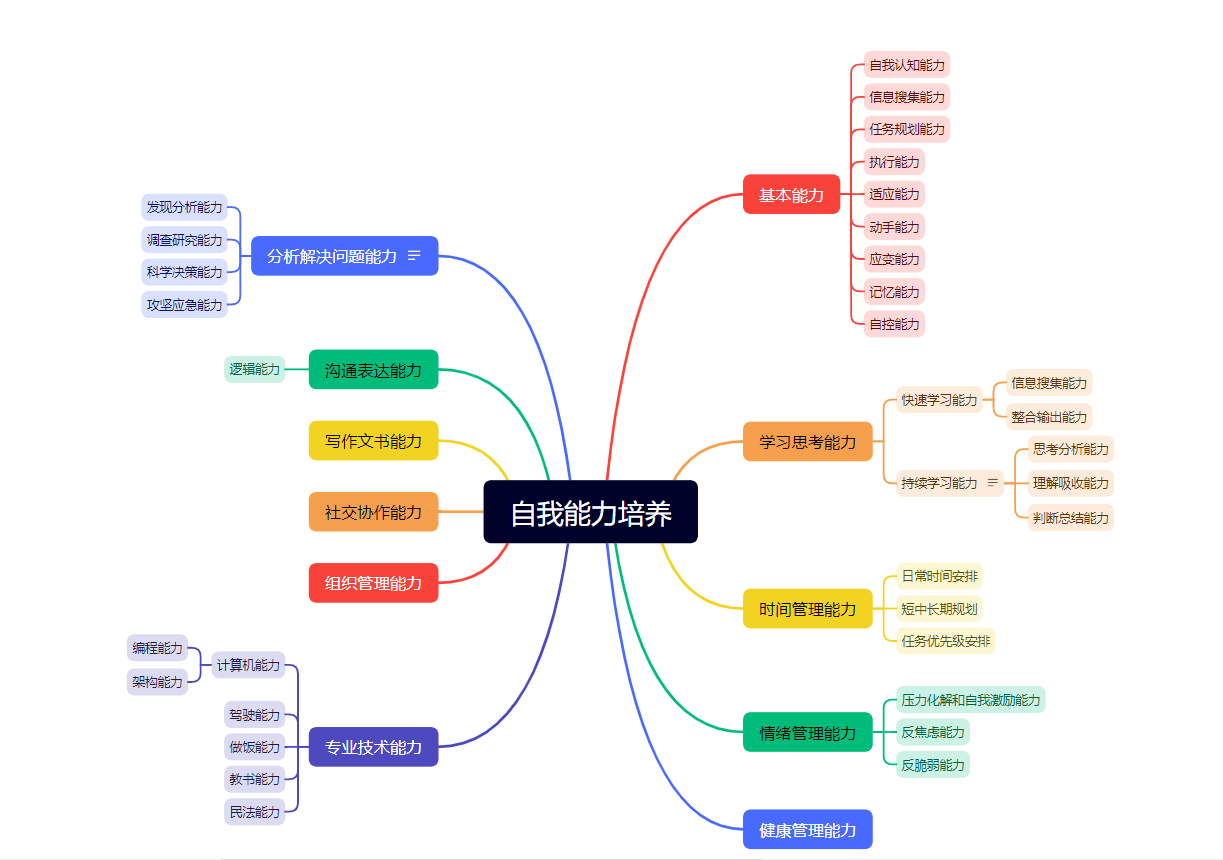 自我能力培养
基本能力
自我认知能力
信息搜集能力
任务规划能力
执行能力
适应能力
动手能力
应变能力
记忆能力
自控能力
学习思考能力
快速学习能力
信息搜集能力
整合输出能力
持续学习能力
思考分析能力
理解吸收能力
判断总结能力
时间管理能力
日常时间安排
短中长期规划
任务优先级安排
情绪管理能力
压力化解和自我激励能力
反焦虑能力
反脆弱能力
健康管理能力
分析解决问题能力
发现分析能力
调查研究能力
科学决策能力
攻坚应急能力
沟通表达能力
逻辑能力
写作文书能力
社交协作能力
组织管理能力
专业技术能力
计算机能力
编程能力
架构能力
驾驶能力
做饭能力
教书能力
民法能力